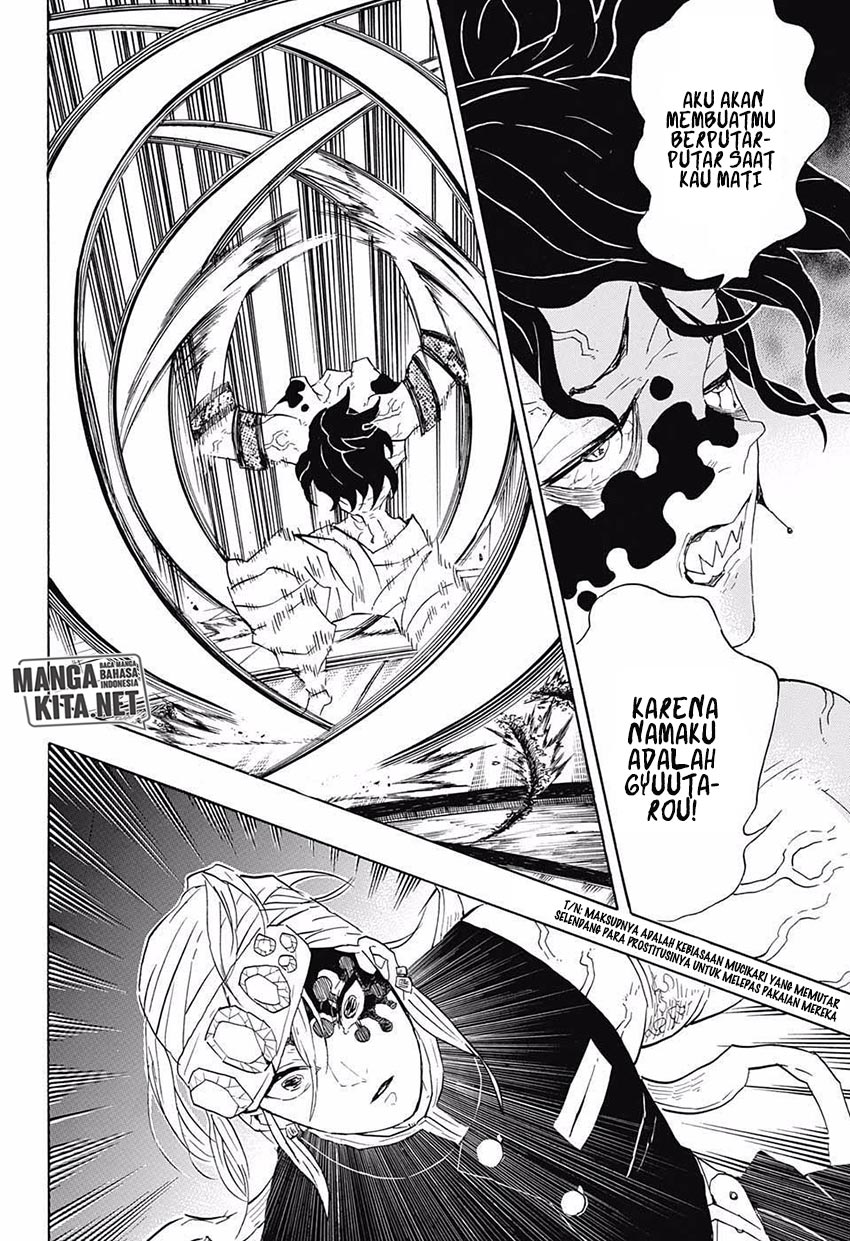 AKU AKAN
MEMBUATMU
BERPUTAR-
PUTAR SAAT
KAU MATI
KARENA
NAMAKU
ADALAH
GYUUTA-
ROU!
MANGA
KITA.NET
BACA MANGA
BAHASA
INDONESIA
T/N: MAKSUDNYA ADALAH KEBIASAAN MUCIKARI YANG MEMUTAR
SELENDANG PARA PROSTITUSINYA UNTUK MELEPAS PAKAIAN MEREKA